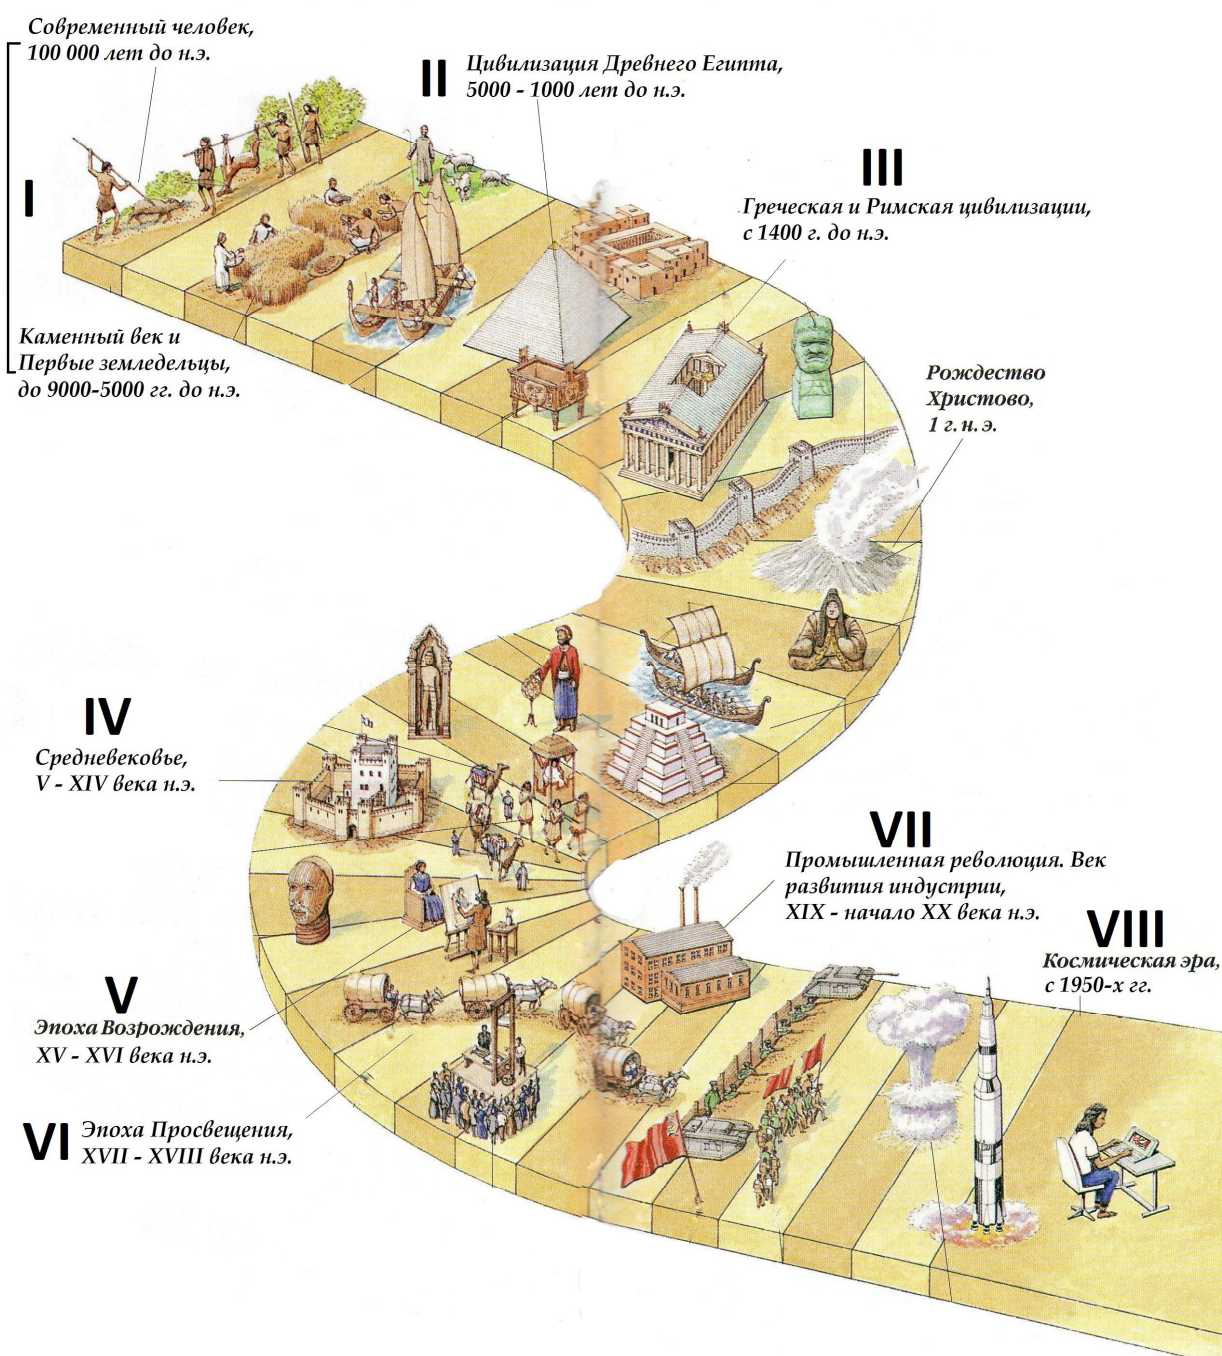 Современный человек,
100 000 лет до н.э.
I
Каменный век и
Первые земледельцы,
до 9000-5000 гг. до н.э.
II
Цивилизация Древнего Египта,
5000 - 1000 лет до н.э.
III
Греческая и Римская цивилизации,
с 1400 г. до н.э.
Рождество
Христово,
1 г. н. э.
IV
Средневековье,
V - XIV века н.э.
V
Эпоха Возрождения,
XV - XVI века н.э.
VI
Эпоха Просвещения,
XVII - XVIII века н.э.
VII
Промышленная революция. Век
развития индустрии,
XIX - начало XX века н.э.
VIII
Космическая эра,
с 1950-х гг.